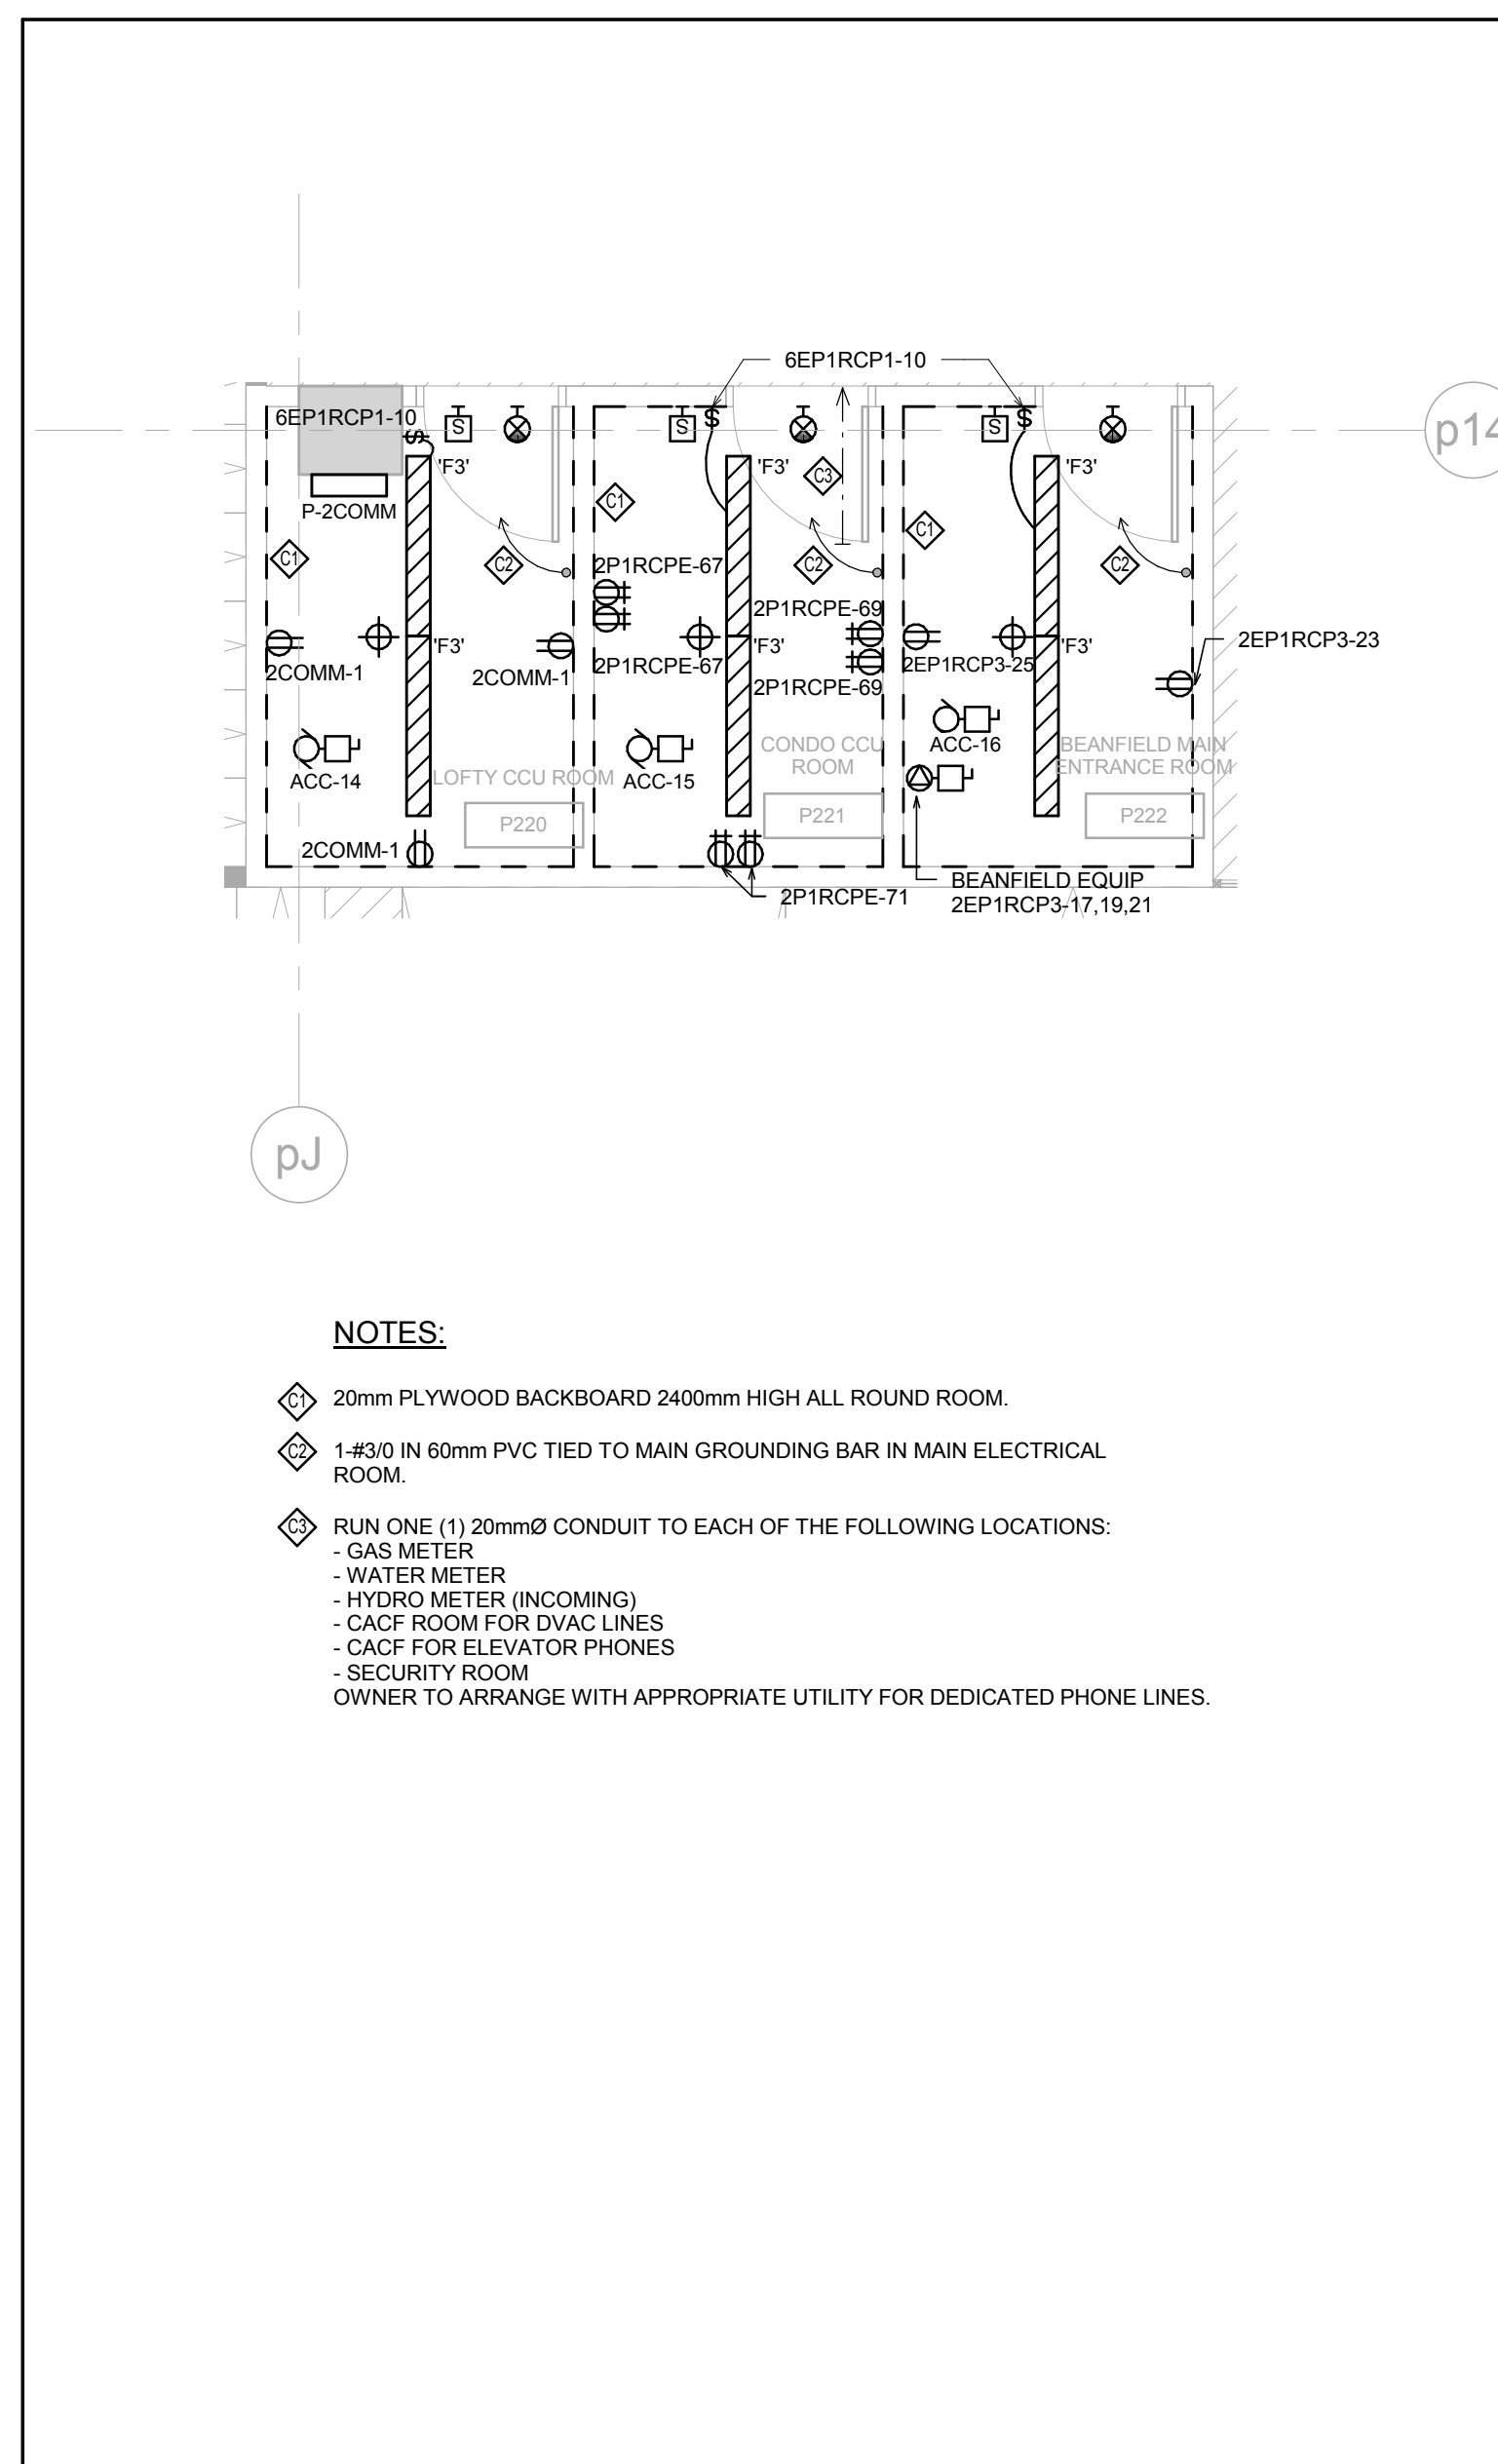 6EP1RCP1-10
p14
6EP1RCP1-10
$
S
S
$
S
$
'F3'
'F3'
'F3'
C3
P-2COMM
C1
C1
C1
C2
C2
C2
2P1RCPE-67
2P1RCPE-69
2EP1RCP3-23
'F3'
'F3'
'F3'
2COMM-1
2COMM-1
2P1RCPE-67
2P1RCPE-69
2EP1RCP3-25
ACC-14
LOFTY CCU ROOM
ACC-15
CONDO CCU
ROOM
ACC-16
BEANFIELD MAIN
ENTRANCE ROOM
P220
P221
P222
2COMM-1
2P1RCPE-71
BEANFIELD EQUIP
2EP1RCP3-17,19,21
pJ
NOTES:
C1 20mm PLYWOOD BACKBOARD 2400mm HIGH ALL ROUND ROOM.
C2 1-#3/0 IN 60mm PVC TIED TO MAIN GROUNDING BAR IN MAIN ELECTRICAL
ROOM.
C3 RUN ONE (1) 20mmØ CONDUIT TO EACH OF THE FOLLOWING LOCATIONS:
- GAS METER
- WATER METER
- HYDRO METER (INCOMING)
- CACF ROOM FOR DVAC LINES
- CACF FOR ELEVATOR PHONES
- SECURITY ROOM
OWNER TO ARRANGE WITH APPROPRIATE UTILITY FOR DEDICATED PHONE LINES.